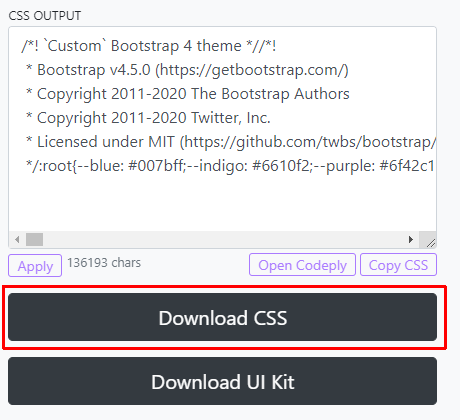 CSS OUTPUT
/*! `Custom` Bootstrap 4 theme *//*!
* Bootstrap v4.5.0 (https://getbootstrap.com/)
* Copyright 2011-2020 The Bootstrap Authors
* Copyright 2011-2020 Twitter, Inc.
* Licensed under MIT (https://github.com/twbs/bootstrap/
*/:root{--blue: #007bff;--indigo: #6610f2;--purple: #6f42c1
Apply 136193 chars Open Codeply Copy CSS
Download CSS
Download UI Kit